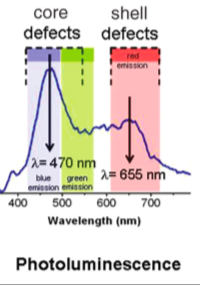 core shell
defects defects
red
emission
λ= 470 nm
λ= 655 nm
blue green
emission emission
400 500 600 700
Wavelength (nm)
Photoluminescence